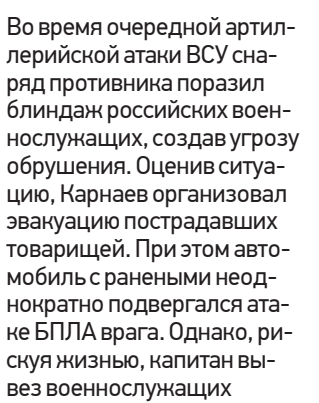 Во время очередной артил-
лерийской атаки ВСУ сна-
ряд противника поразил
блиндаж российских воен-
нослужащих, создав угрозу
обрушения. Оценив ситуа-
цию, Карнаев организовал
эвакуацию пострадавших
товарищей. При этом авто-
мобиль с ранеными неод-
нократно подвергался ата-
ке БПЛА врага. Однако, ри-
скуя жизнью, капитан вы-
вез военнослужащих